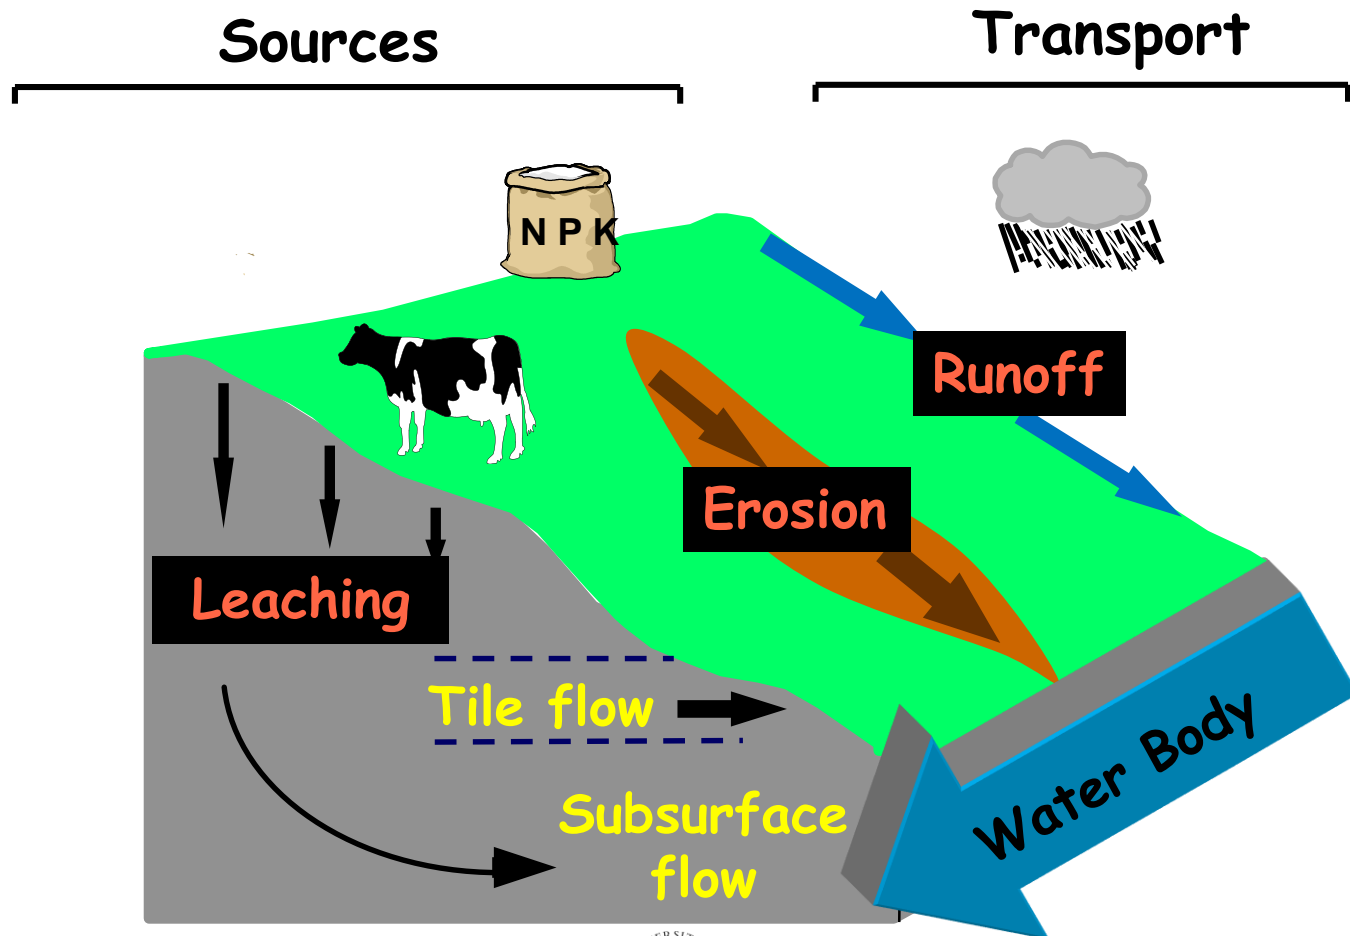 Sources
Transport
N P K
Runoff
Erosion
Leaching
Tile flow
Water Body
Subsurface
flow